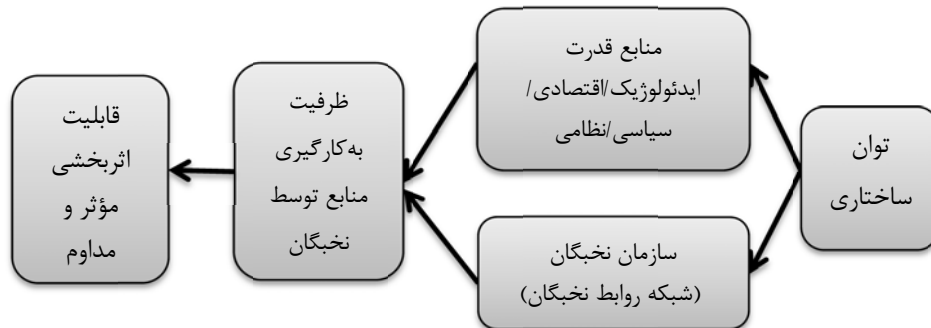 توان
ساختاری
منابع قدرت
ایدئولوژیک/اقتصادی/
سیاسی/نظامی
سازمان نخبگان
(شبکه روابط نخبگان)
ظرفیت
به‌کارگیری
منابع توسط
نخبگان
قابلیت
اثربخشی
مؤثر و
مداوم